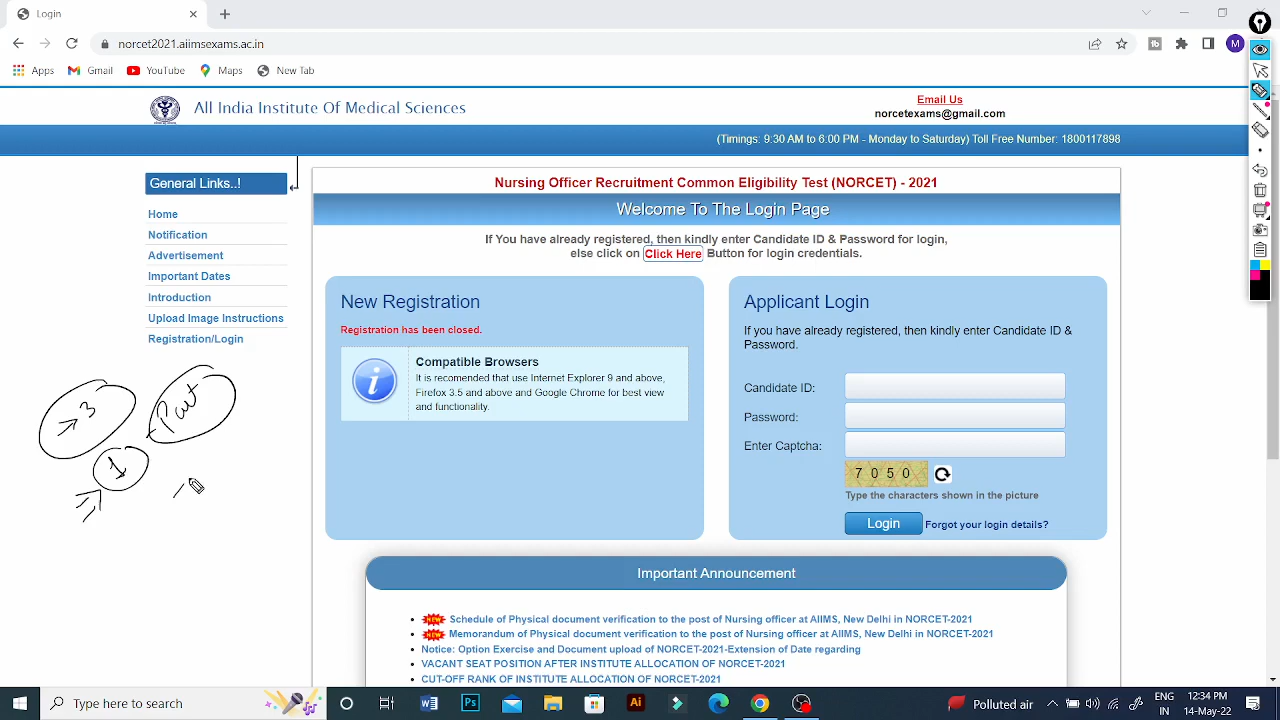 Login
norcet2021.aiimsexams.ac.in
M
Apps
Gmail
YouTube
Maps
New Tab
All India Institute Of Medical Sciences
Email Us
norcetexams@gmail.com
(Timings: 9:30 AM to 6:00 PM - Monday to Saturday) Toll Free Number: 1800117898
General Links..!
Home
Notification
Advertisement
Important Dates
Introduction
Upload Image Instructions
Registration/Login
3
Part
1
Nursing Officer Recruitment Common Eligibility Test (NORCET) - 2021
Welcome To The Login Page
If You have already registered, then kindly enter Candidate ID & Password for login,
else click on Click Here Button for login credentials.
New Registration
Registration has been closed.
Compatible Browsers
It is recomended that use Internet Explorer 9 and above,
Firefox 3.5 and above and Google Chrome for best view
and functionality.
Applicant Login
If you have already registered, then kindly enter Candidate ID &
Password.
Candidate ID:
Password:
Enter Captcha:
7 0 5 0
Type the characters shown in the picture
Login
Forgot your login details?
Important Announcement
NEW Schedule of Physical document verification to the post of Nursing officer at AIIMS, New Delhi in NORCET-2021
NEW Memorandum of Physical document verification to the post of Nursing officer at AIIMS, New Delhi in NORCET-2021
Notice: Option Exercise and Document upload of NORCET-2021-Extension of Date regarding
VACANT SEAT POSITION AFTER INSTITUTE ALLOCATION OF NORCET-2021
CUT-OFF RANK OF INSTITUTE ALLOCATION OF NORCET-2021
Type here to search
Ps
Ai
Polluted air
ENG
IN
12:34 PM
14-May-22